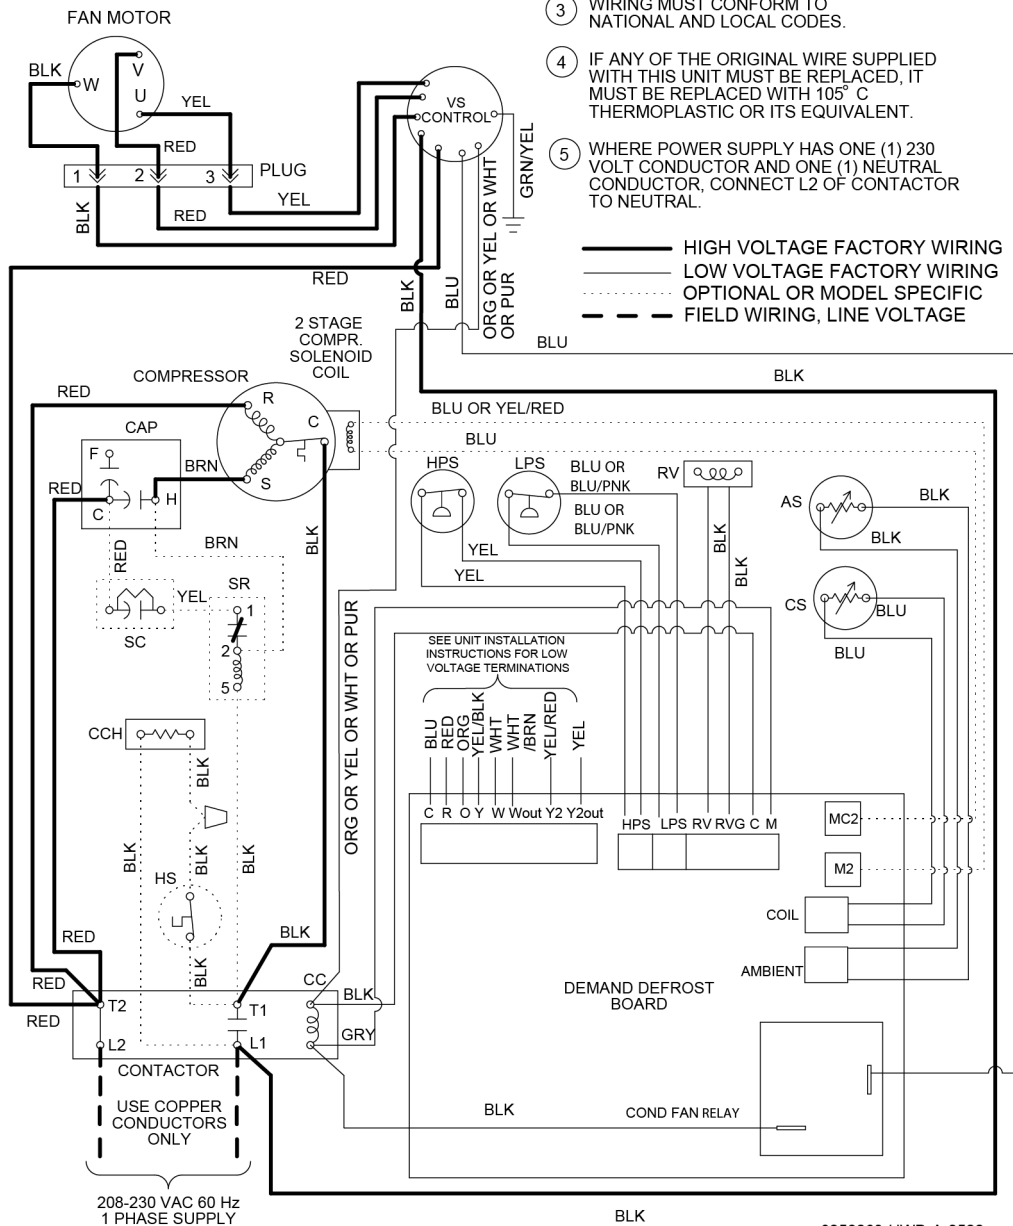 FAN MOTOR
BLK
W
V
U
YEL
RED
1
2
3
PLUG
BLK
RED
YEL
VS
CONTROL
GRN/YEL
ORG OR YEL OR WHT
OR PUR
BLU
BLK
RED
3
WIRING MUST CONFORM TO
NATIONAL AND LOCAL CODES.
4
IF ANY OF THE ORIGINAL WIRE SUPPLIED
WITH THIS UNIT MUST BE REPLACED, IT
MUST BE REPLACED WITH 105° C
THERMOPLASTIC OR ITS EQUIVALENT.
5
WHERE POWER SUPPLY HAS ONE (1) 230
VOLT CONDUCTOR AND ONE (1) NEUTRAL
CONDUCTOR, CONNECT L2 OF CONTACTOR
TO NEUTRAL.
HIGH VOLTAGE FACTORY WIRING
LOW VOLTAGE FACTORY WIRING
OPTIONAL OR MODEL SPECIFIC
FIELD WIRING, LINE VOLTAGE
BLU
BLK
2 STAGE
COMPR.
SOLENOID
COIL
COMPRESSOR
RED
R
C
S
CAP
F
C
H
BRN
RED
BLU OR YEL/RED
BLU
HPS
LPS
BLU OR
BLU/PNK
BLU OR
BLU/PNK
YEL
YEL
RV
BLK
BLK
AS
BLK
BLK
CS
BLU
BLU
RED
BRN
BLK
SC
YEL
SR
1
2
5
SEE UNIT INSTALLATION
INSTRUCTIONS FOR LOW
VOLTAGE TERMINATIONS
BLU
RED
ORG
YEL/BLK
WHT
WHT
/BRN
YEL/RED
YEL
C R O Y W Wout Y2 Y2out
HPS LPS RV RVG C M
ORG OR YEL OR WHT OR PUR
CCH
BLK
BLK
BLK
BLK
HS
BLK
MC2
M2
COIL
AMBIENT
DEMAND DEFROST
BOARD
RED
RED
RED
BLK
T2
T1
L2
L1
CC
BLK
GRY
CONTACTOR
USE COPPER
CONDUCTORS
ONLY
BLK
COND FAN RELAY
208-230 VAC 60 Hz
1 PHASE SUPPLY
BLK